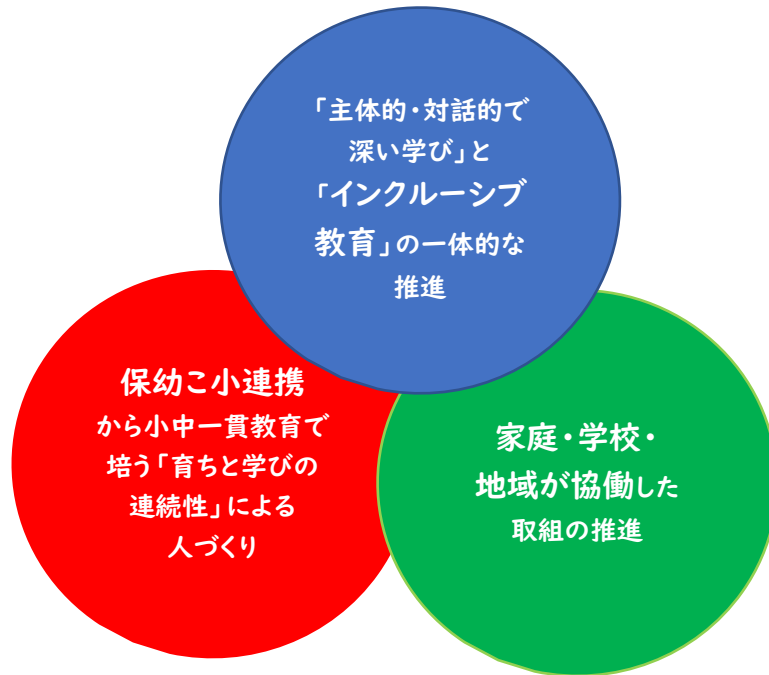 「主体的・対話的で
深い学び」と
「インクルーシブ
教育」の一体的な
推進
保幼こ小連携
から小中一貫教育で
培う「育ちと学びの
連続性」による
人づくり
家庭・学校・
地域が協働した
取組の推進